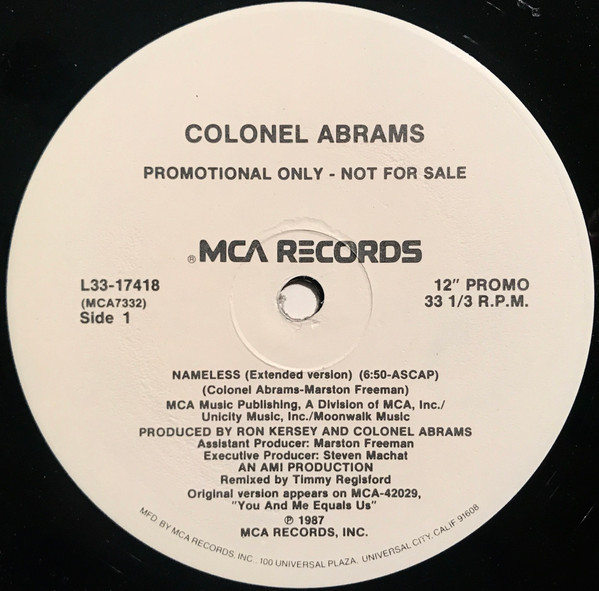 COLONEL ABRAMS
PROMOTIONAL ONLY - NOT FOR SALE
®MCA RECORDS
L33-17418
(MCA7332)
Side 1
12" PROMO
33 1/3 R.P.M.
NAMELESS (Extended version) (6:50-ASCAP)
(Colonel Abrams-Marston Freeman)
MCA Music Publishing, A Division of MCA, Inc./
Unicity Music, Inc./Moonwalk Music
PRODUCED BY RON KERSEY AND COLONEL ABRAMS
Assistant Producer: Marston Freeman
Executive Producer: Steven Machat
AN AMI PRODUCTION
Remixed by Timmy Regisford
Original version appears on MCA-42029,
"You And Me Equals Us"
℗ 1987
MCA RECORDS, INC.
MFD. BY MCA RECORDS, INC., 100 UNIVERSAL PLAZA, UNIVERSAL CITY, CALIF 91608